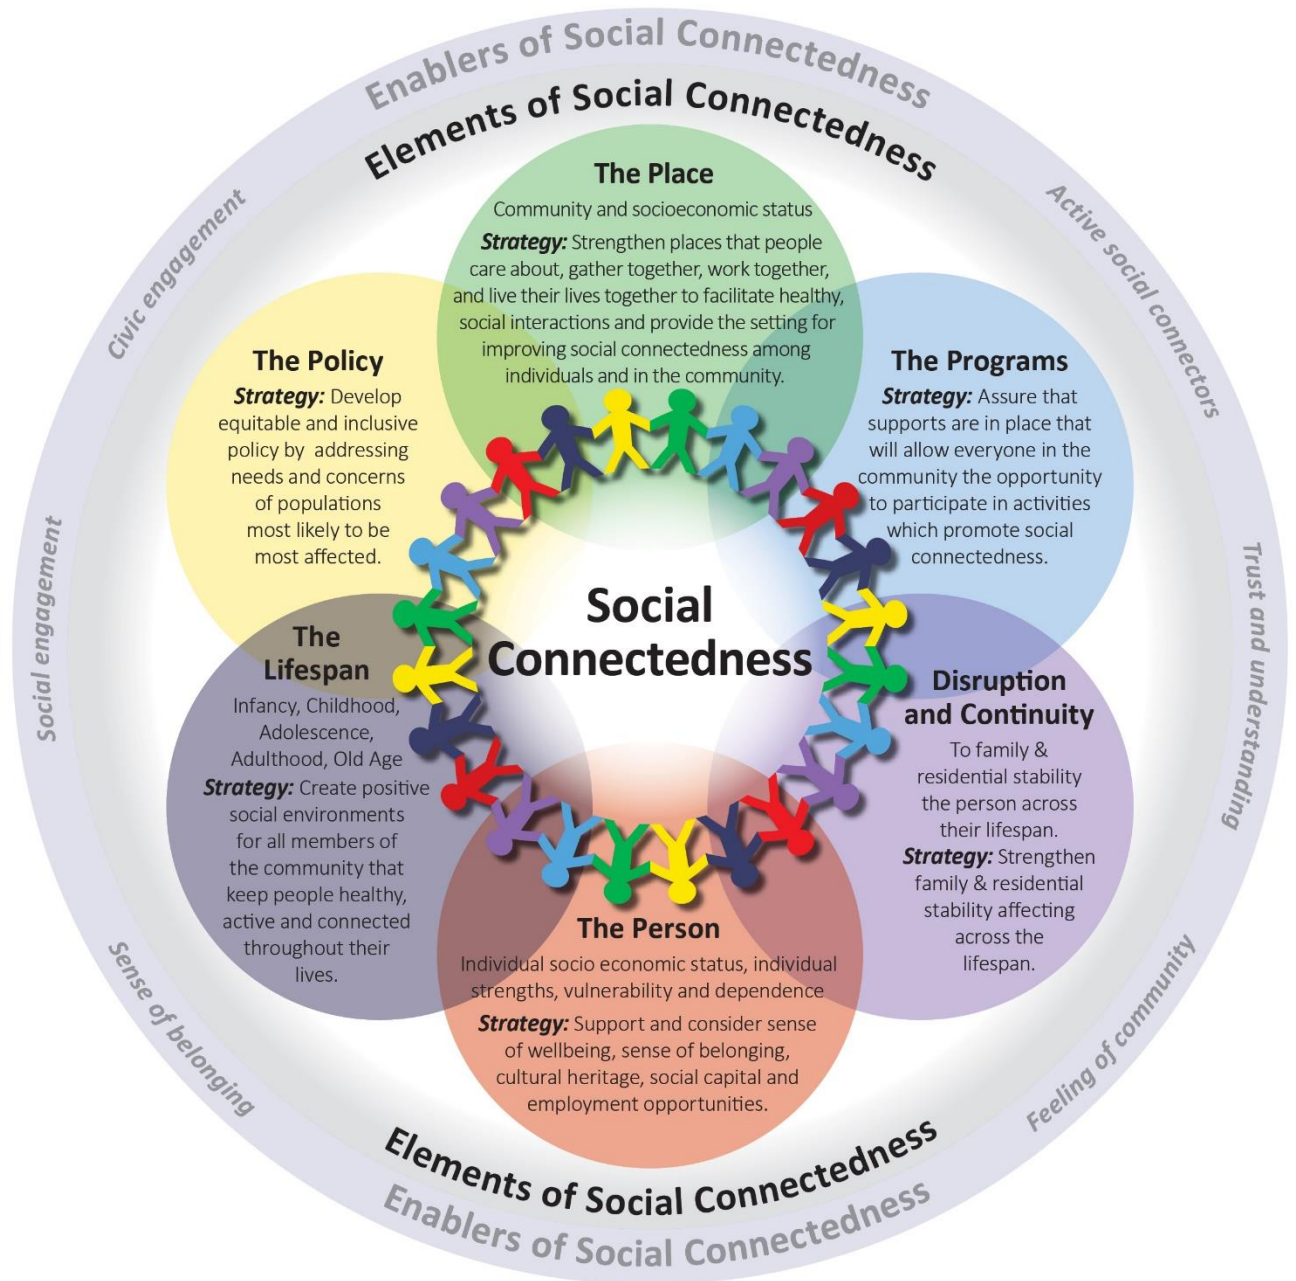 Enablers of Social Connectedness
Elements of Social Connectedness
Civic engagement
Active social connectors
Social engagement
Trust and understanding
Sense of belonging
Feeling of community
The Place
Community and socioeconomic status
Strategy: Strengthen places that people
care about, gather together, work together,
and live their lives together to facilitate healthy,
social interactions and provide the setting for
improving social connectedness among
individuals and in the community.
The Policy
Strategy: Develop
equitable and inclusive
policy by addressing
needs and concerns
of populations
most likely to be
most affected.
The Programs
Strategy: Assure that
supports are in place that
will allow everyone in the
community the opportunity
to participate in activities
which promote social
connectedness.
Social
Connectedness
The
Lifespan
Infancy, Childhood,
Adolescence,
Adulthood, Old Age
Strategy: Create positive
social environments
for all members of
the community that
keep people healthy,
active and connected
throughout their
lives.
Disruption
and Continuity
To family &
residential stability
the person across
their lifespan.
Strategy: Strengthen
family & residential
stability affecting
across the
lifespan.
The Person
Individual socio economic status, individual
strengths, vulnerability and dependence
Strategy: Support and consider sense
of wellbeing, sense of belonging,
cultural heritage, social capital and
employment opportunities.
Elements of Social Connectedness
Enablers of Social Connectedness